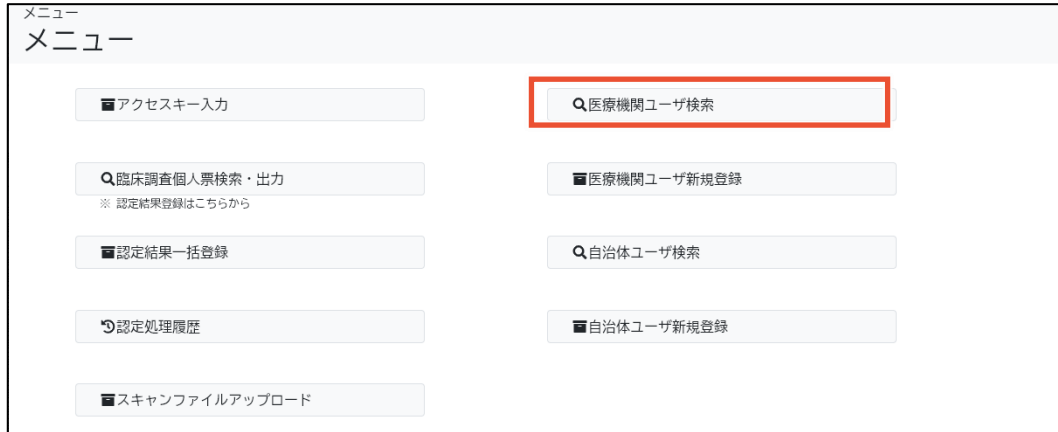 メニュー
メニュー
アクセスキー入力
臨床調査個人票検索・出力
※ 認定結果登録はこちらから
認定結果一括登録
認定処理履歴
スキャンファイルアップロード
医療機関ユーザ検索
医療機関ユーザ新規登録
自治体ユーザ検索
自治体ユーザ新規登録